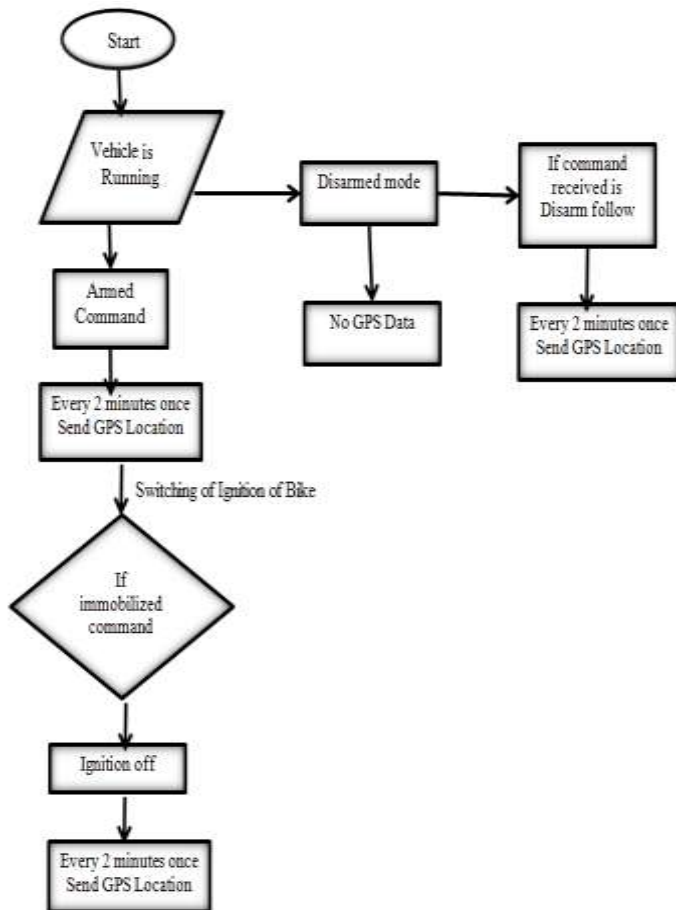 Start
Vehicle is
Running
Disarmed mode
If command
received is
Disarm follow
Armed
Command
No GPS Data
Every 2 minutes once
Send GPS Location
Every 2 minutes once
Send GPS Location
Switching of Ignition of Bike
If
immobilized
command
Ignition off
Every 2 minutes once
Send GPS Location